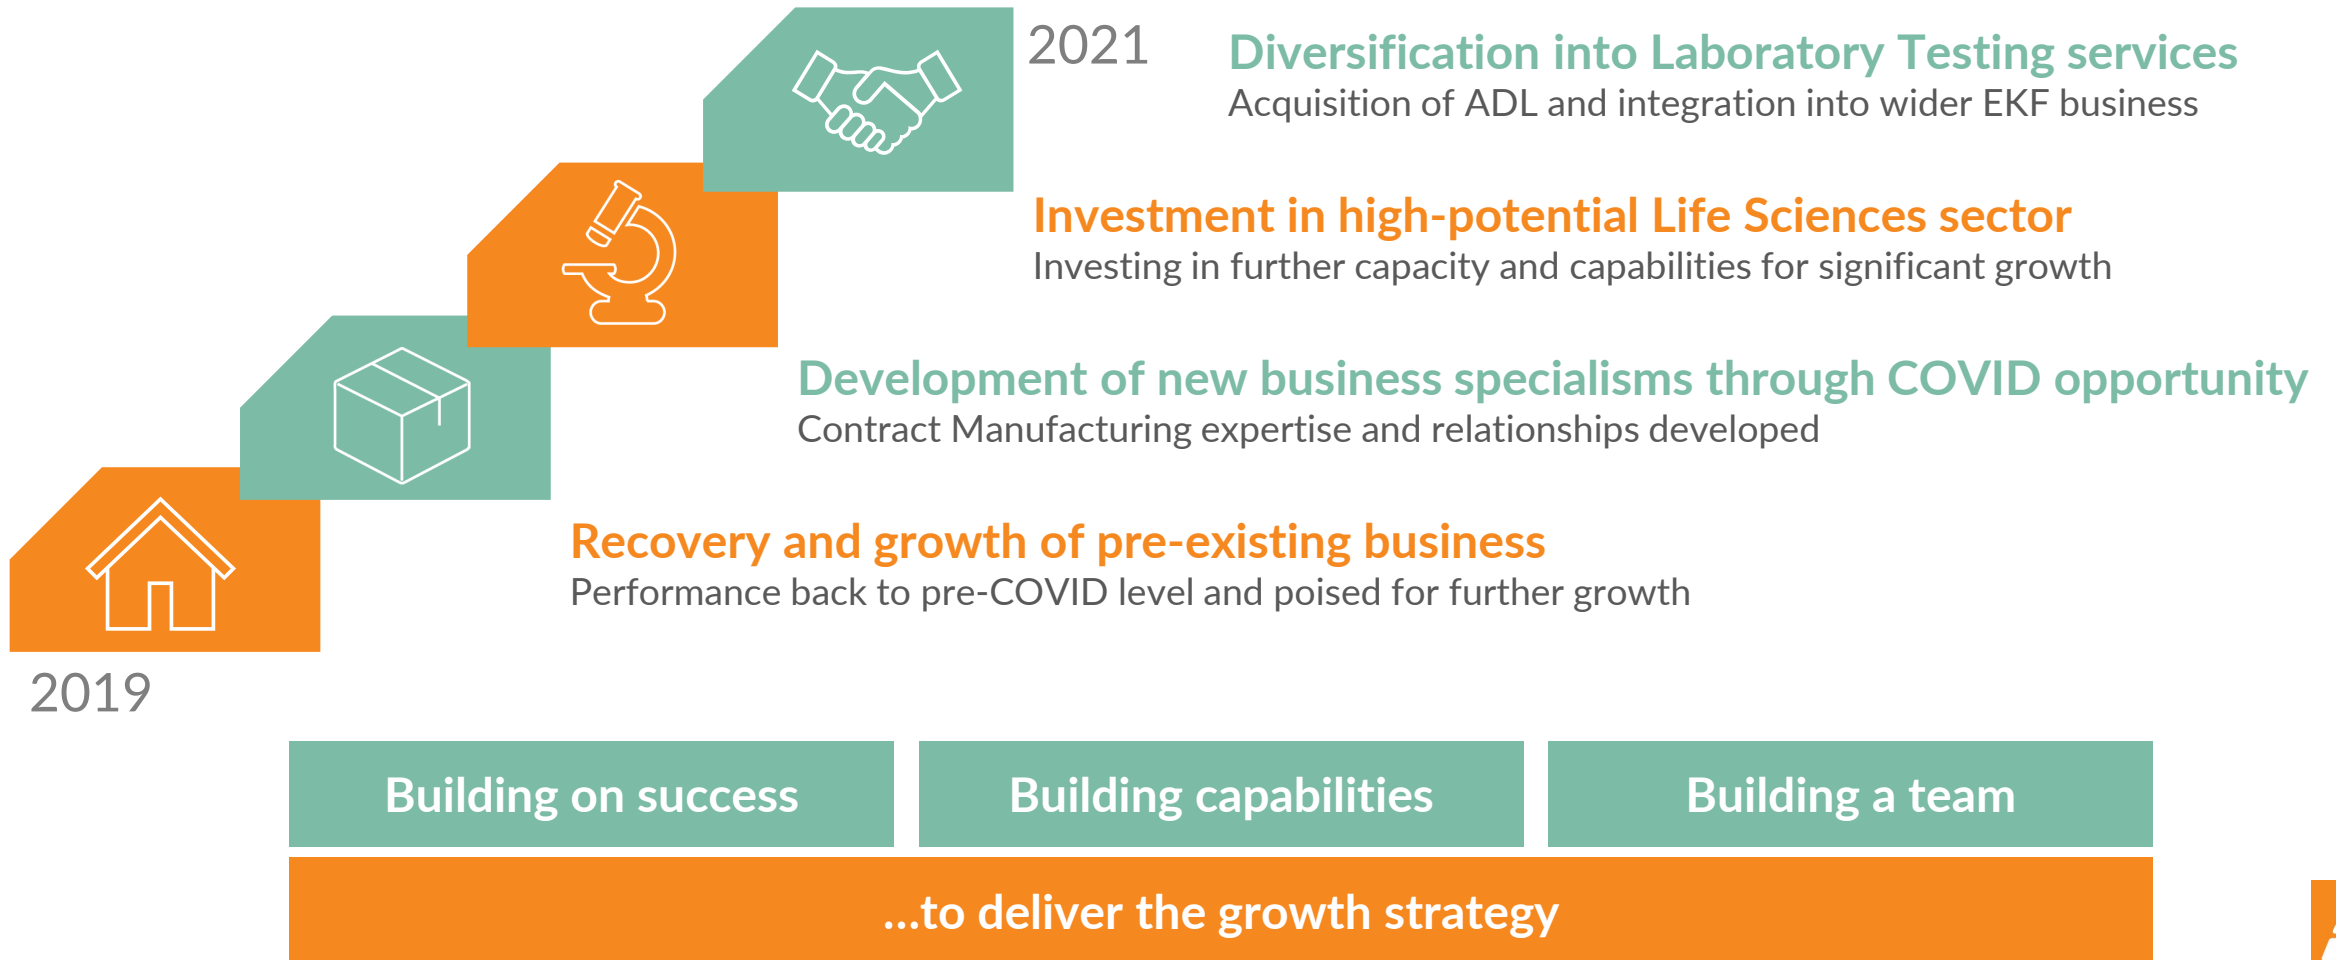 2021
Diversification into Laboratory Testing services
Acquisition of ADL and integration into wider EKF business
Investment in high-potential Life Sciences sector
Investing in further capacity and capabilities for significant growth
Development of new business specialisms through COVID opportunity
Contract Manufacturing expertise and relationships developed
Recovery and growth of pre-existing business
Performance back to pre-COVID level and poised for further growth
2019
Building on success
Building capabilities
Building a team
...to deliver the growth strategy